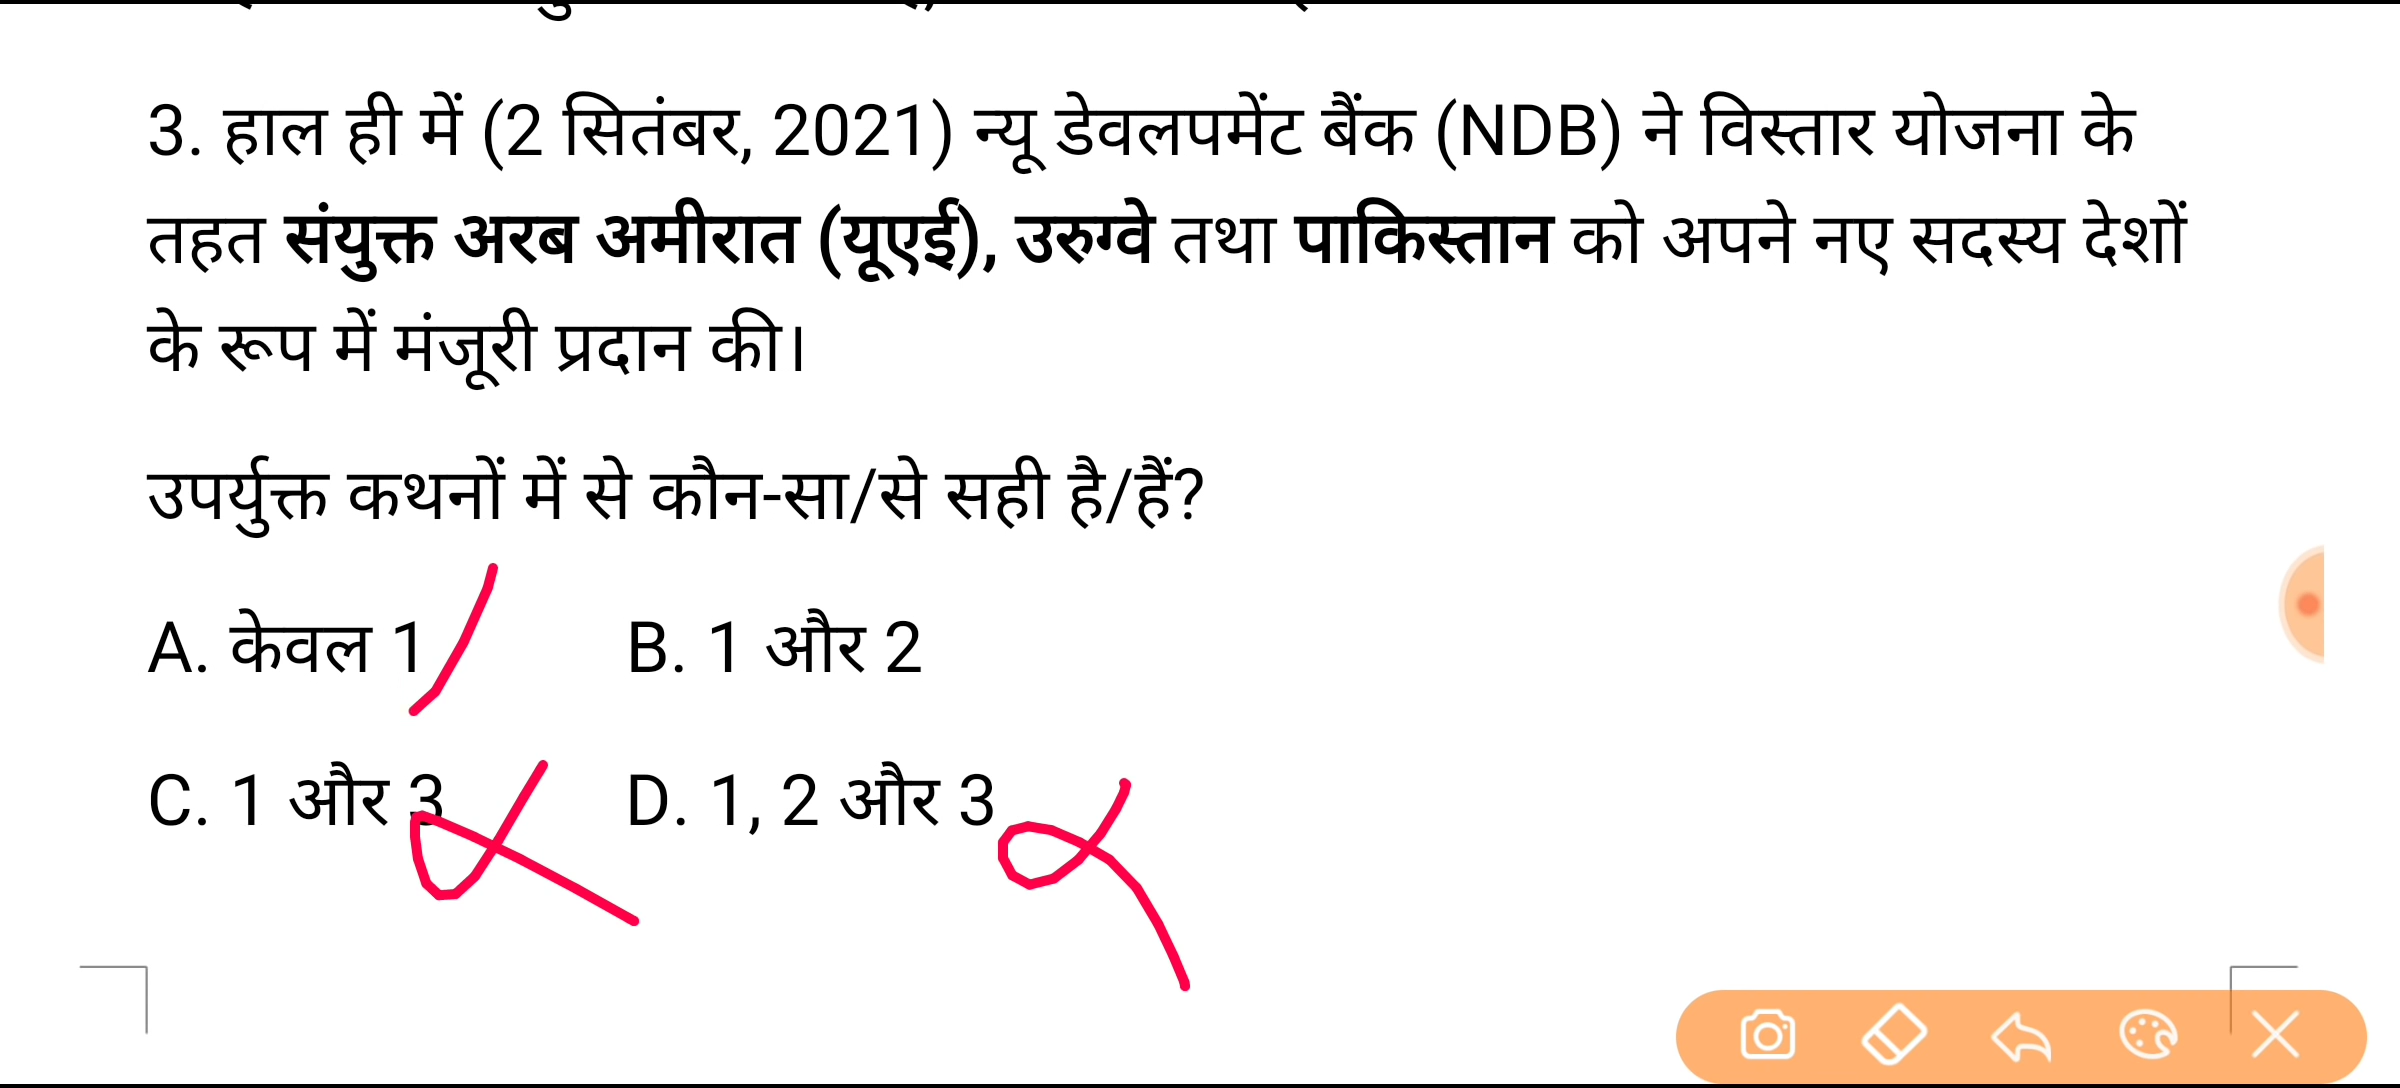 3. हाल ही में (2 सितंबर, 2021) न्यू डेवलपमेंट बैंक (NDB) ने विस्तार योजना के
तहत संयुक्त अरब अमीरात (यूएई), उरुग्वे तथा पाकिस्तान को अपने नए सदस्य देशों
के रूप में मंजूरी प्रदान की।
उपर्युक्त कथनों में से कौन-सा/से सही है/हैं?
A. केवल 1 B. 1 और 2
C. 1 और 3 D. 1, 2 और 3